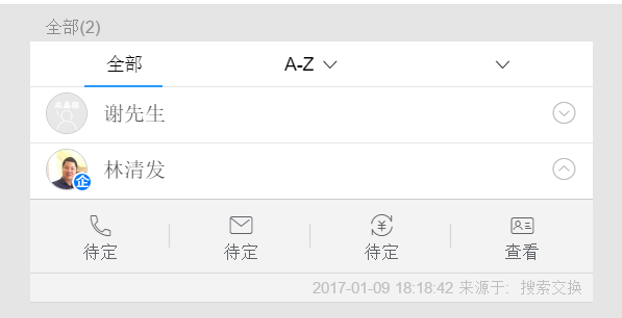 全部(2)
全部 A-Z
谢先生
林清发
企
待定 待定 待定 查看
2017-01-09 18:18:42 来源于: 搜索交换